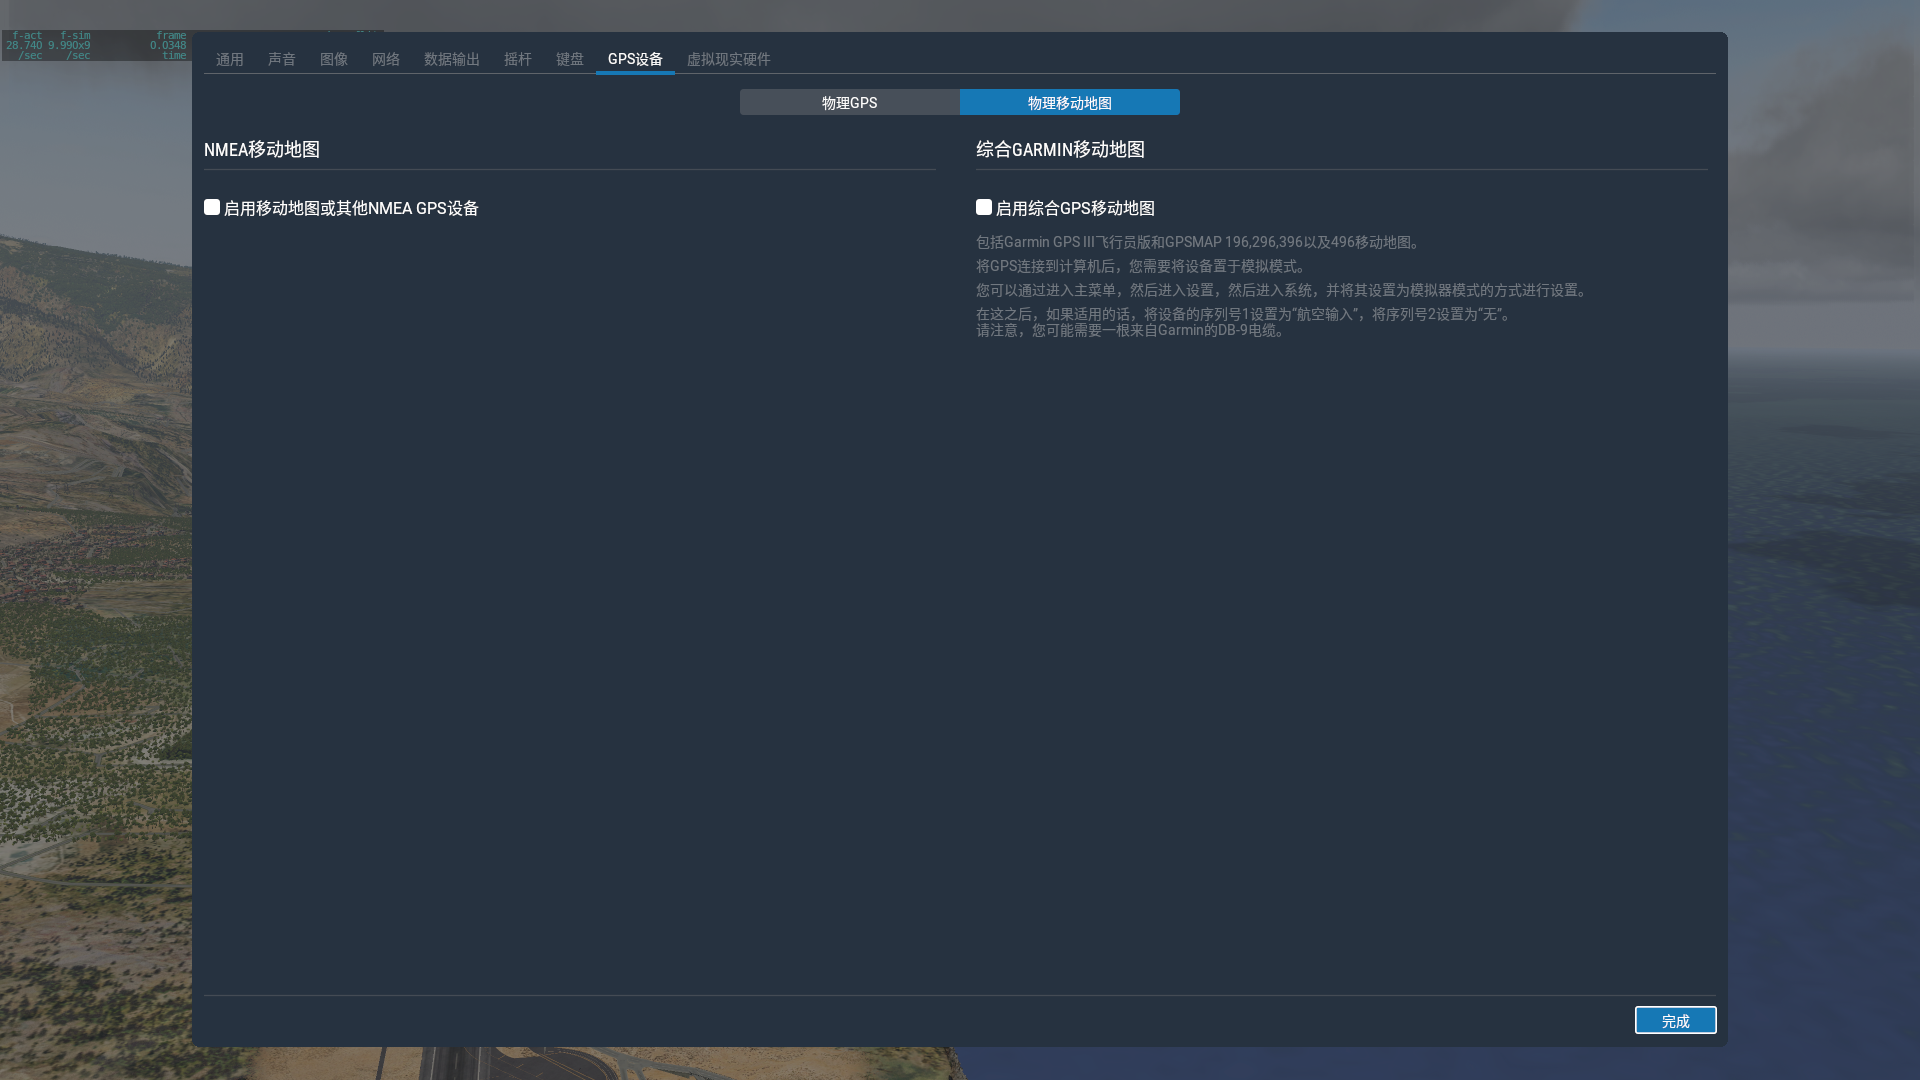 f-act f-sim frame
28.740 9.990x9 0.0348
/sec /sec time
通用 声音 图像 网络 数据输出 摇杆 键盘 GPS设备 虚拟现实硬件
物理GPS 物理移动地图
NMEA移动地图
启用移动地图或其他NMEA GPS设备
综合GARMIN移动地图
启用综合GPS移动地图
包括Garmin GPS III飞行员版和GPSMAP 196,296,396以及496移动地图。
将GPS连接到计算机后，您需要将设备置于模拟模式。
您可以通过进入主菜单，然后进入设置，然后进入系统，并将其设置为模拟器模式的方式进行设置。
在这之后，如果适用的话，将设备的序列号1设置为“航空输入”，将序列号2设置为“无”。
请注意，您可能需要一根来自Garmin的DB-9电缆。
完成